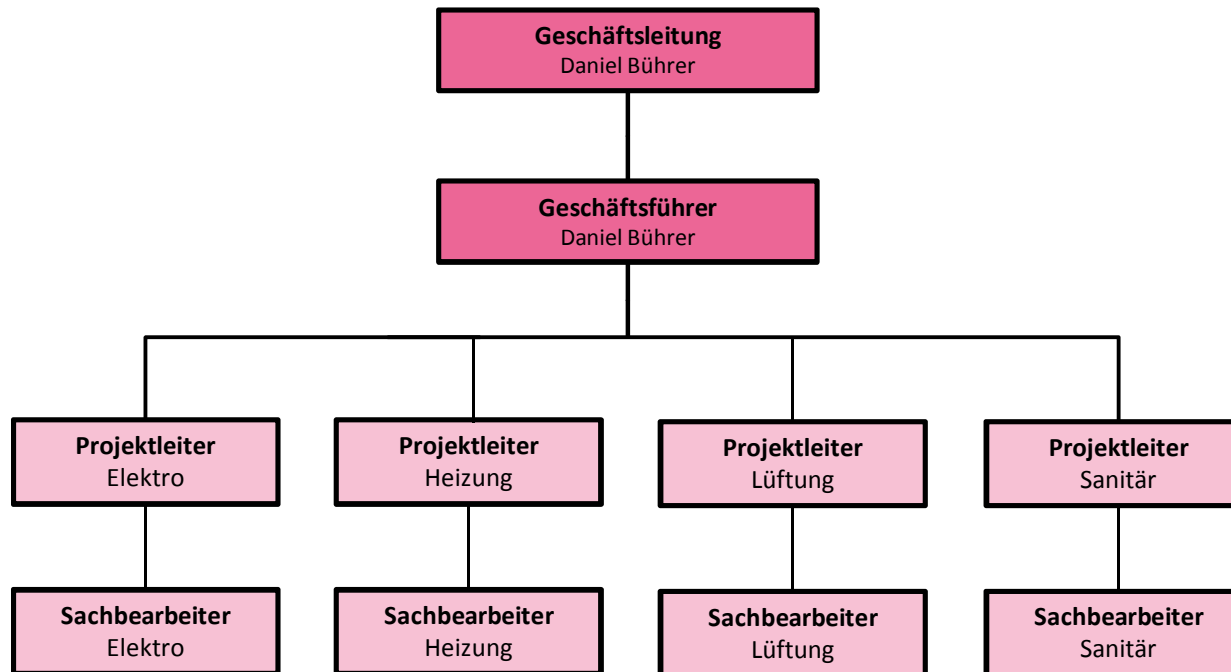 Geschäftsleitung
Daniel Bührer
Geschäftsführer
Daniel Bührer
Projektleiter
Elektro
Projektleiter
Heizung
Projektleiter
Lüftung
Projektleiter
Sanitär
Sachbearbeiter
Elektro
Sachbearbeiter
Heizung
Sachbearbeiter
Lüftung
Sachbearbeiter
Sanitär